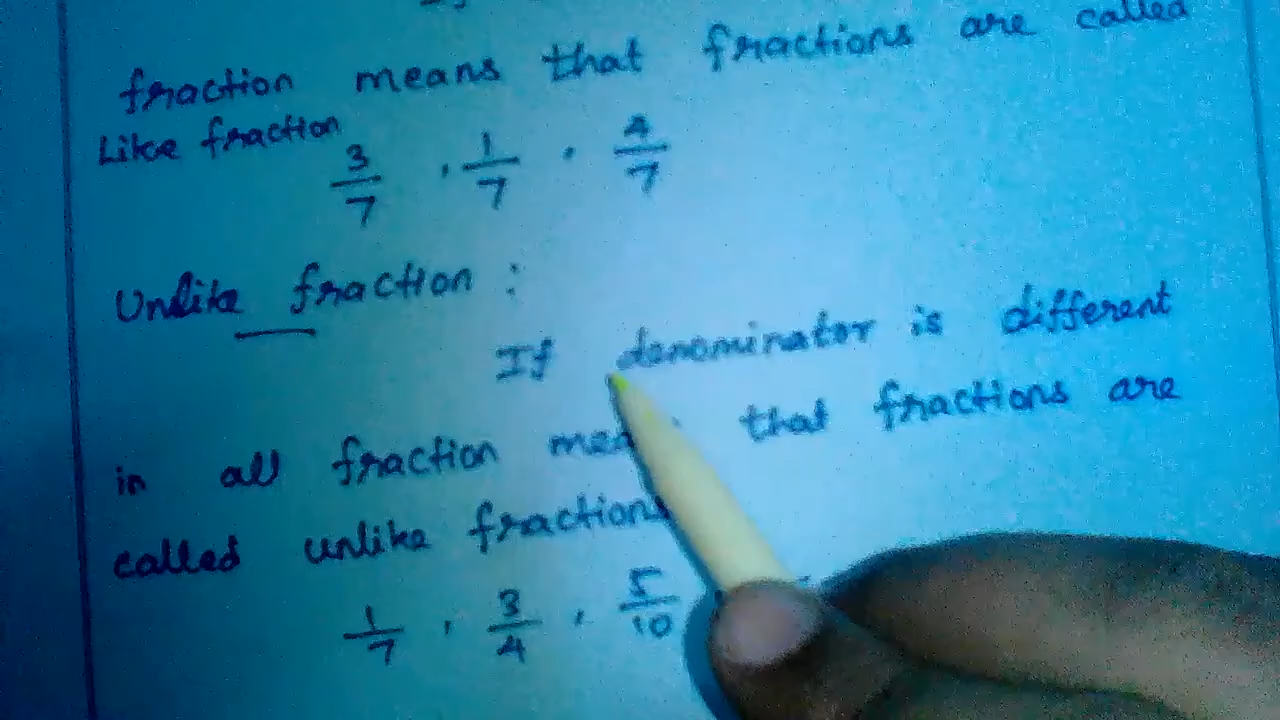 fraction means that fractions are called
Like fraction
3/7 , 1/7 , 4/7
Unlike fraction :
If denominator is different
in all fraction that fractions are
called unlike fractions
1/7 , 3/4 , 5/10